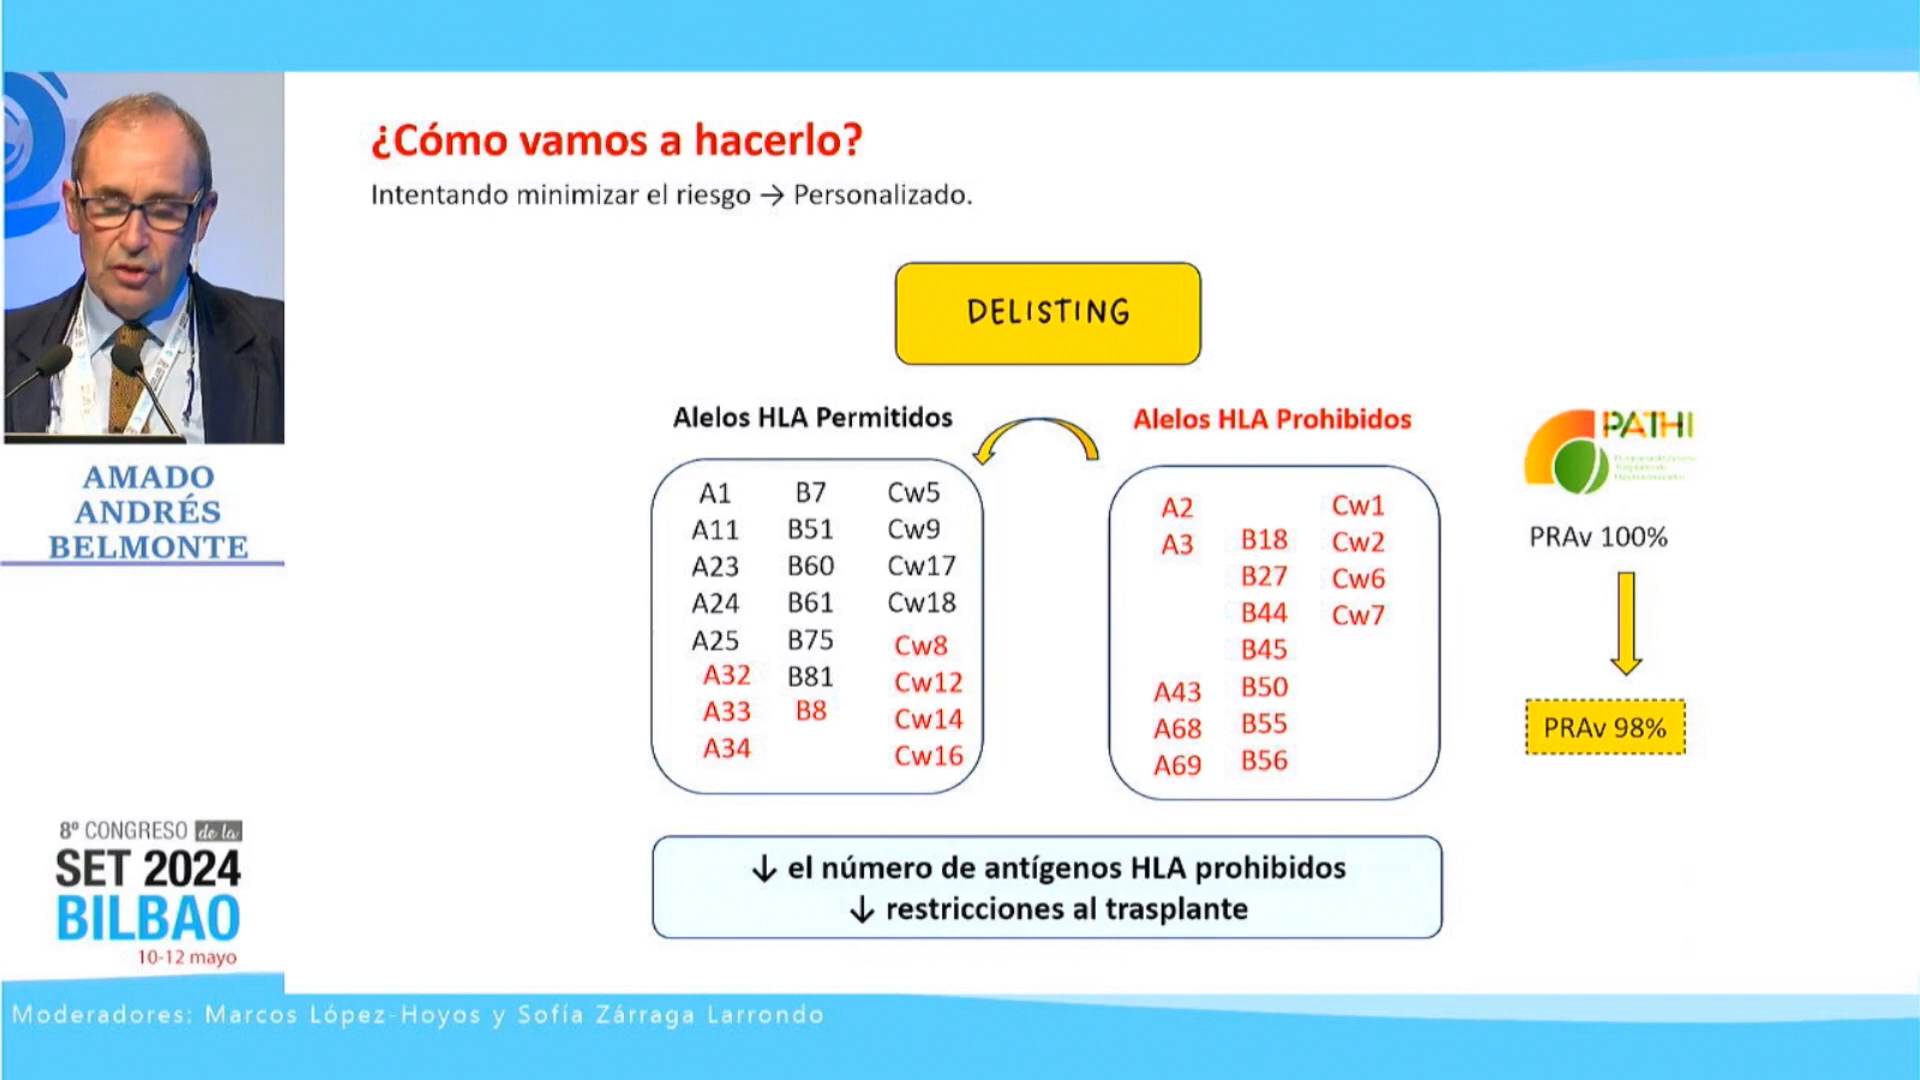 ¿Cómo vamos a hacerlo?
Intentando minimizar el riesgo → Personalizado.
DELISTING
Alelos HLA Permitidos
A1 B7 Cw5
A11 B51 Cw9
A23 B60 Cw17
A24 B61 Cw18
A25 B75 Cw8
A32 B81 Cw12
A33 B8 Cw14
A34 Cw16
Alelos HLA Prohibidos
A2 Cw1
A3 B18 Cw2
B27 Cw6
B44 Cw7
B45
A43 B50
A68 B55
A69 B56
PATHI
PRAv 100%
PRAv 98%
↓ el número de antígenos HLA prohibidos
↓ restricciones al trasplante
AMADO
ANDRÉS
BELMONTE
8º CONGRESO de la
SET 2024
BILBAO
10-12 mayo
Moderadores: Marcos López-Hoyos y Sofía Zárraga Larrondo